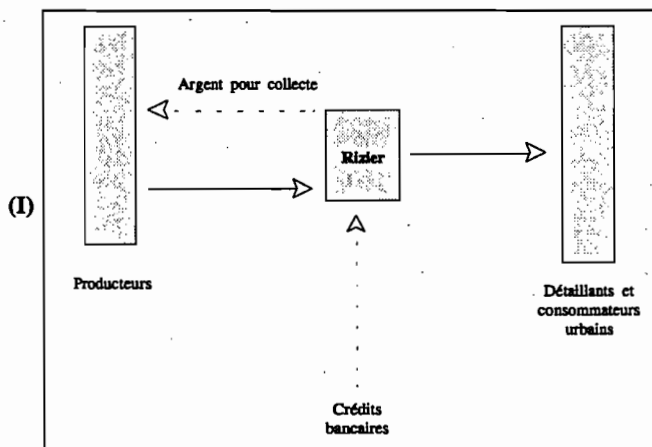 Argent pour collecte
Rizier
(I)
Producteurs
Détaillants et
consommateurs
urbains
Crédits
bancaires